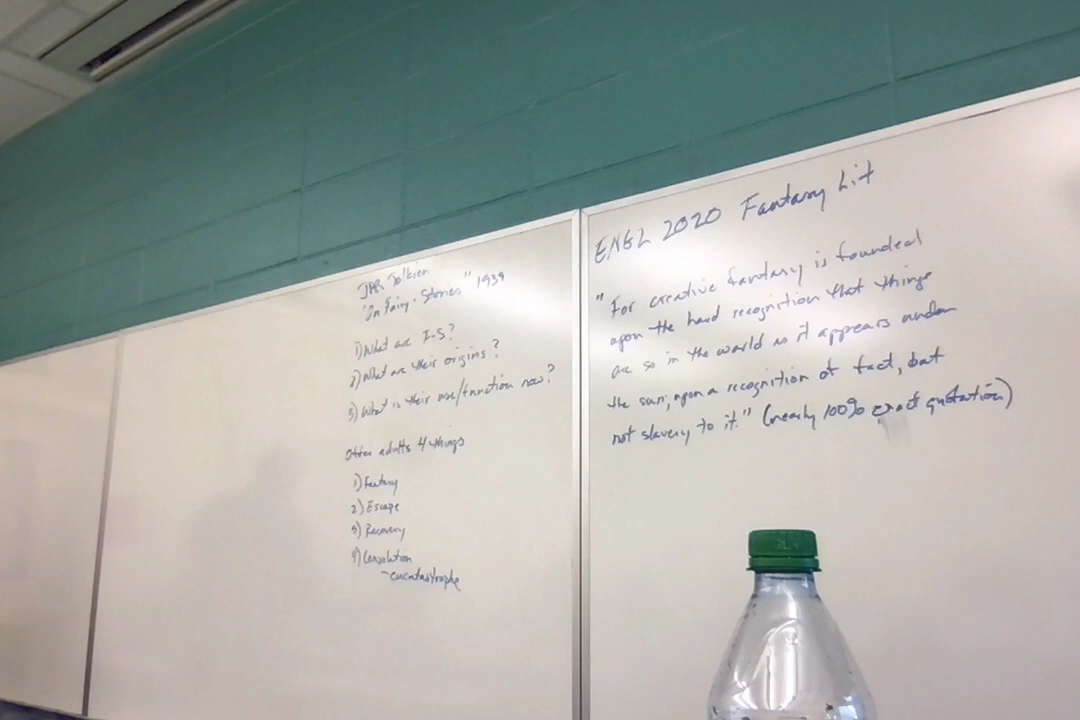 JRR Tolkien
"On Fairy-Stories" 1939
1) What are F-S?
2) What are their origins?
3) What is their use/function now?
Offer adults 4 things
1) Fantasy
2) Escape
3) Recovery
4) Consolation
- eucatastrophe
ENGL 2020 Fantasy Lit
"For creative fantasy is founded
upon the hard recognition that things
are so in the world as it appears under
the sun; upon a recognition of fact, but
not slavery to it." (nearly 100% exact quotation)